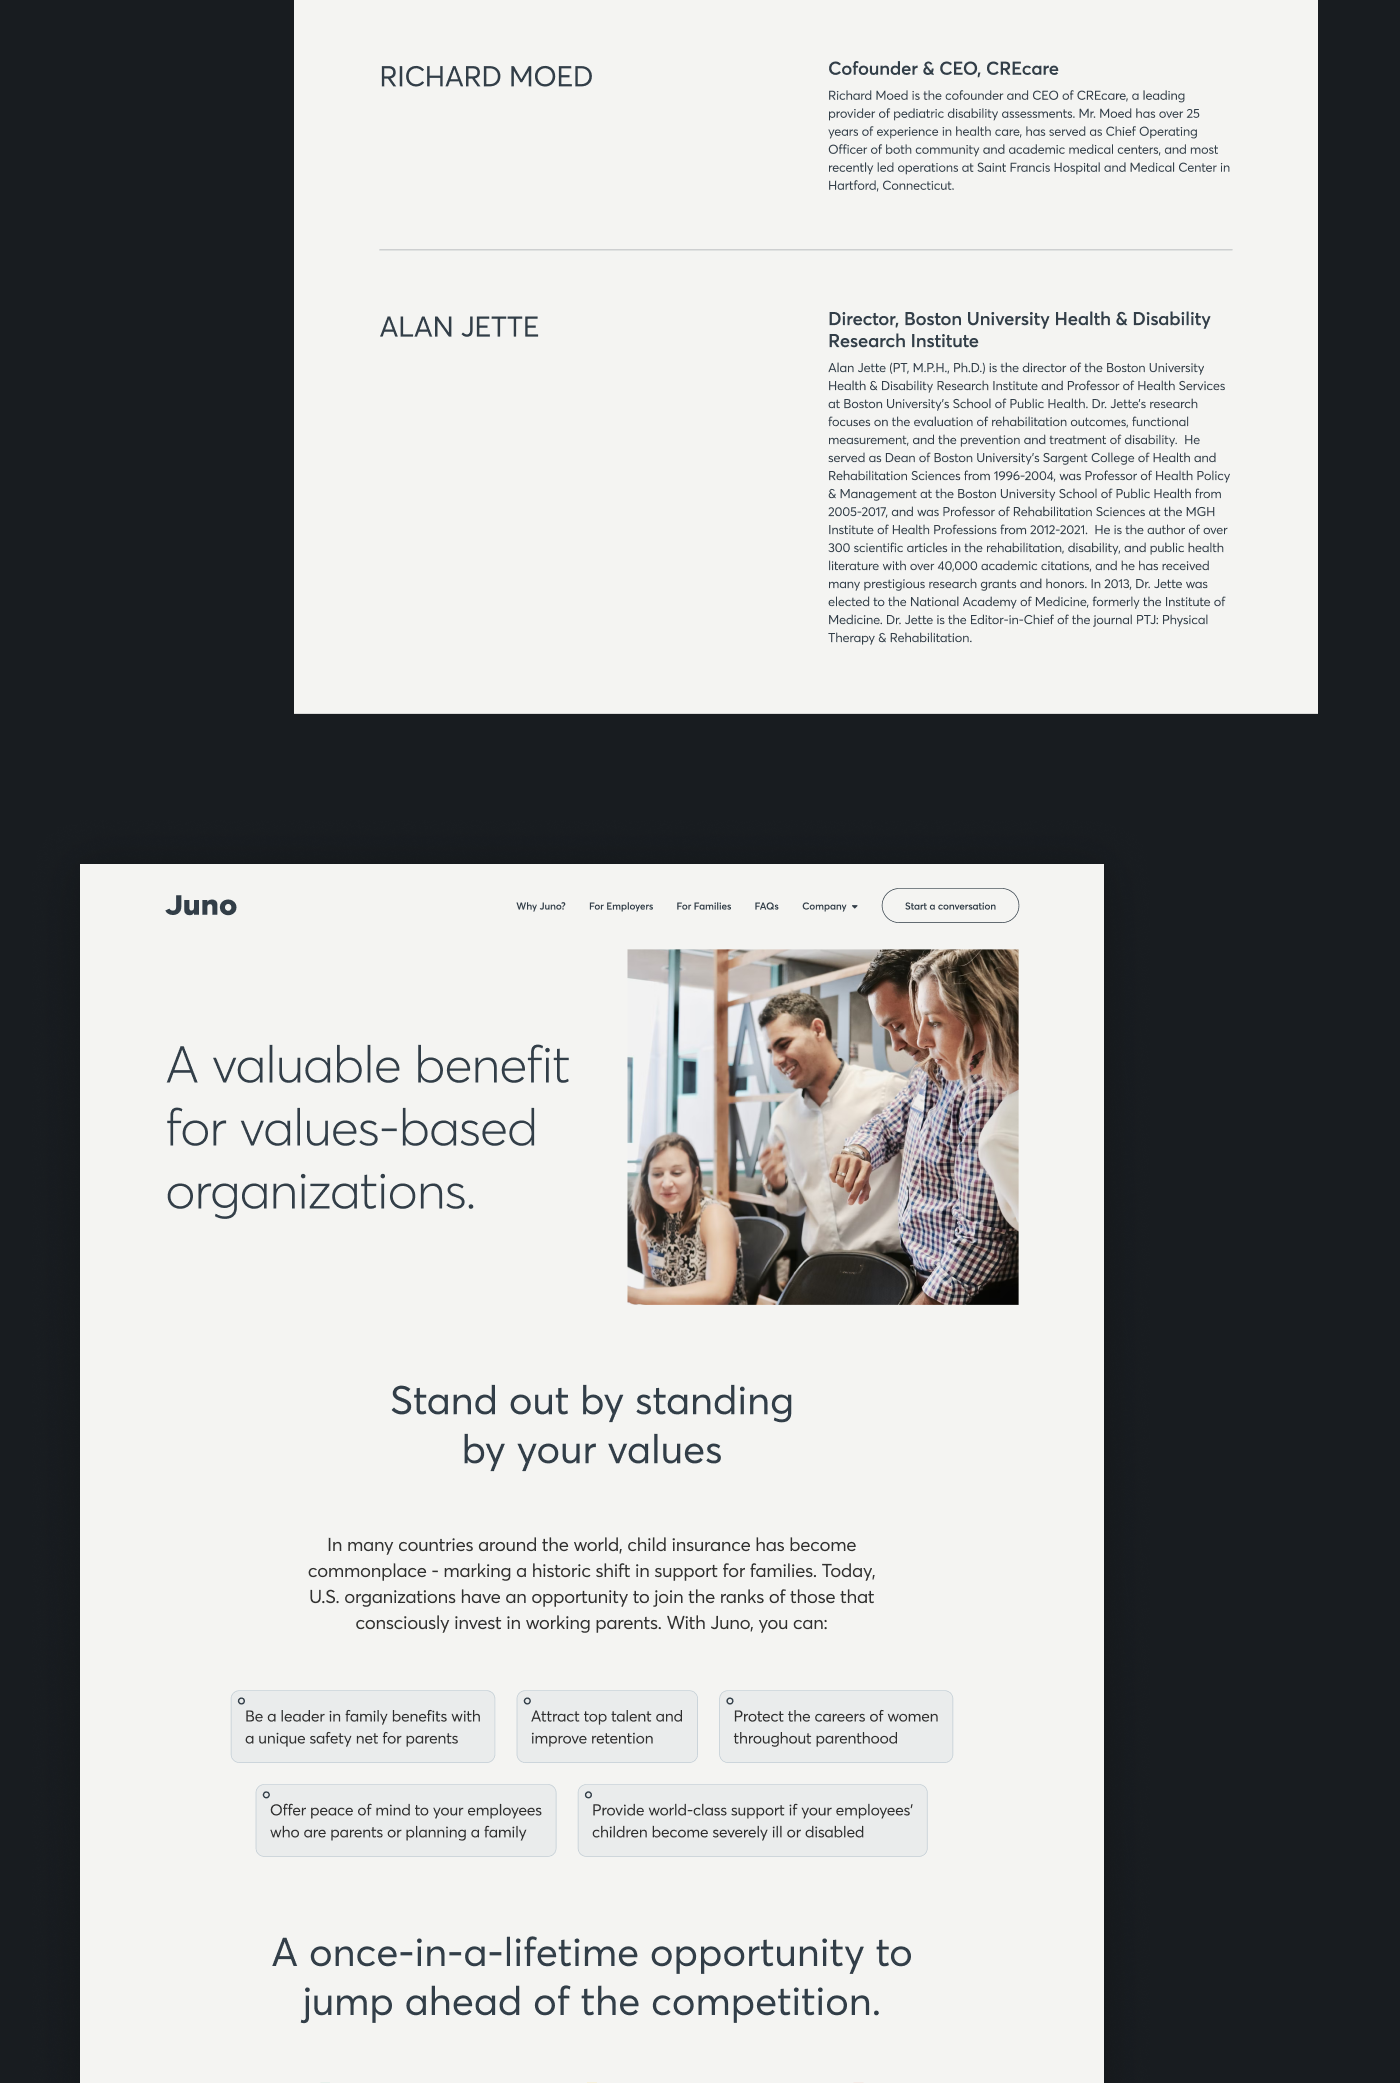 RICHARD MOED
Cofounder & CEO, CREcare
Richard Moed is the cofounder and CEO of CREcare, a leading
provider of pediatric disability assessments. Mr. Moed has over 25
years of experience in health care, has served as Chief Operating
Officer of both community and academic medical centers, and most
recently led operations at Saint Francis Hospital and Medical Center in
Hartford, Connecticut.
ALAN JETTE
Director, Boston University Health & Disability
Research Institute
Alan Jette (PT, M.P.H., Ph.D.) is the director of the Boston University
Health & Disability Research Institute and Professor of Health Services
at Boston University's School of Public Health. Dr. Jette's research
focuses on the evaluation of rehabilitation outcomes, functional
measurement, and the prevention and treatment of disability.  He
served as Dean of Boston University's Sargent College of Health and
Rehabilitation Sciences from 1996-2004, was Professor of Health Policy
& Management at the Boston University School of Public Health from
2005-2017, and was Professor of Rehabilitation Sciences at the MGH
Institute of Health Professions from 2012-2021.  He is the author of over
300 scientific articles in the rehabilitation, disability, and public health
literature with over 40,000 academic citations, and he has received
many prestigious research grants and honors. In 2013, Dr. Jette was
elected to the National Academy of Medicine, formerly the Institute of
Medicine. Dr. Jette is the Editor-in-Chief of the journal PTJ: Physical
Therapy & Rehabilitation.
Juno
Why Juno? For Employers For Families FAQs Company Start a conversation
A valuable benefit
for values-based
organizations.
Stand out by standing
by your values
In many countries around the world, child insurance has become
commonplace - marking a historic shift in support for families. Today,
U.S. organizations have an opportunity to join the ranks of those that
consciously invest in working parents. With Juno, you can:
Be a leader in family benefits with
a unique safety net for parents
Attract top talent and
improve retention
Protect the careers of women
throughout parenthood
Offer peace of mind to your employees
who are parents or planning a family
Provide world-class support if your employees'
children become severely ill or disabled
A once-in-a-lifetime opportunity to
jump ahead of the competition.